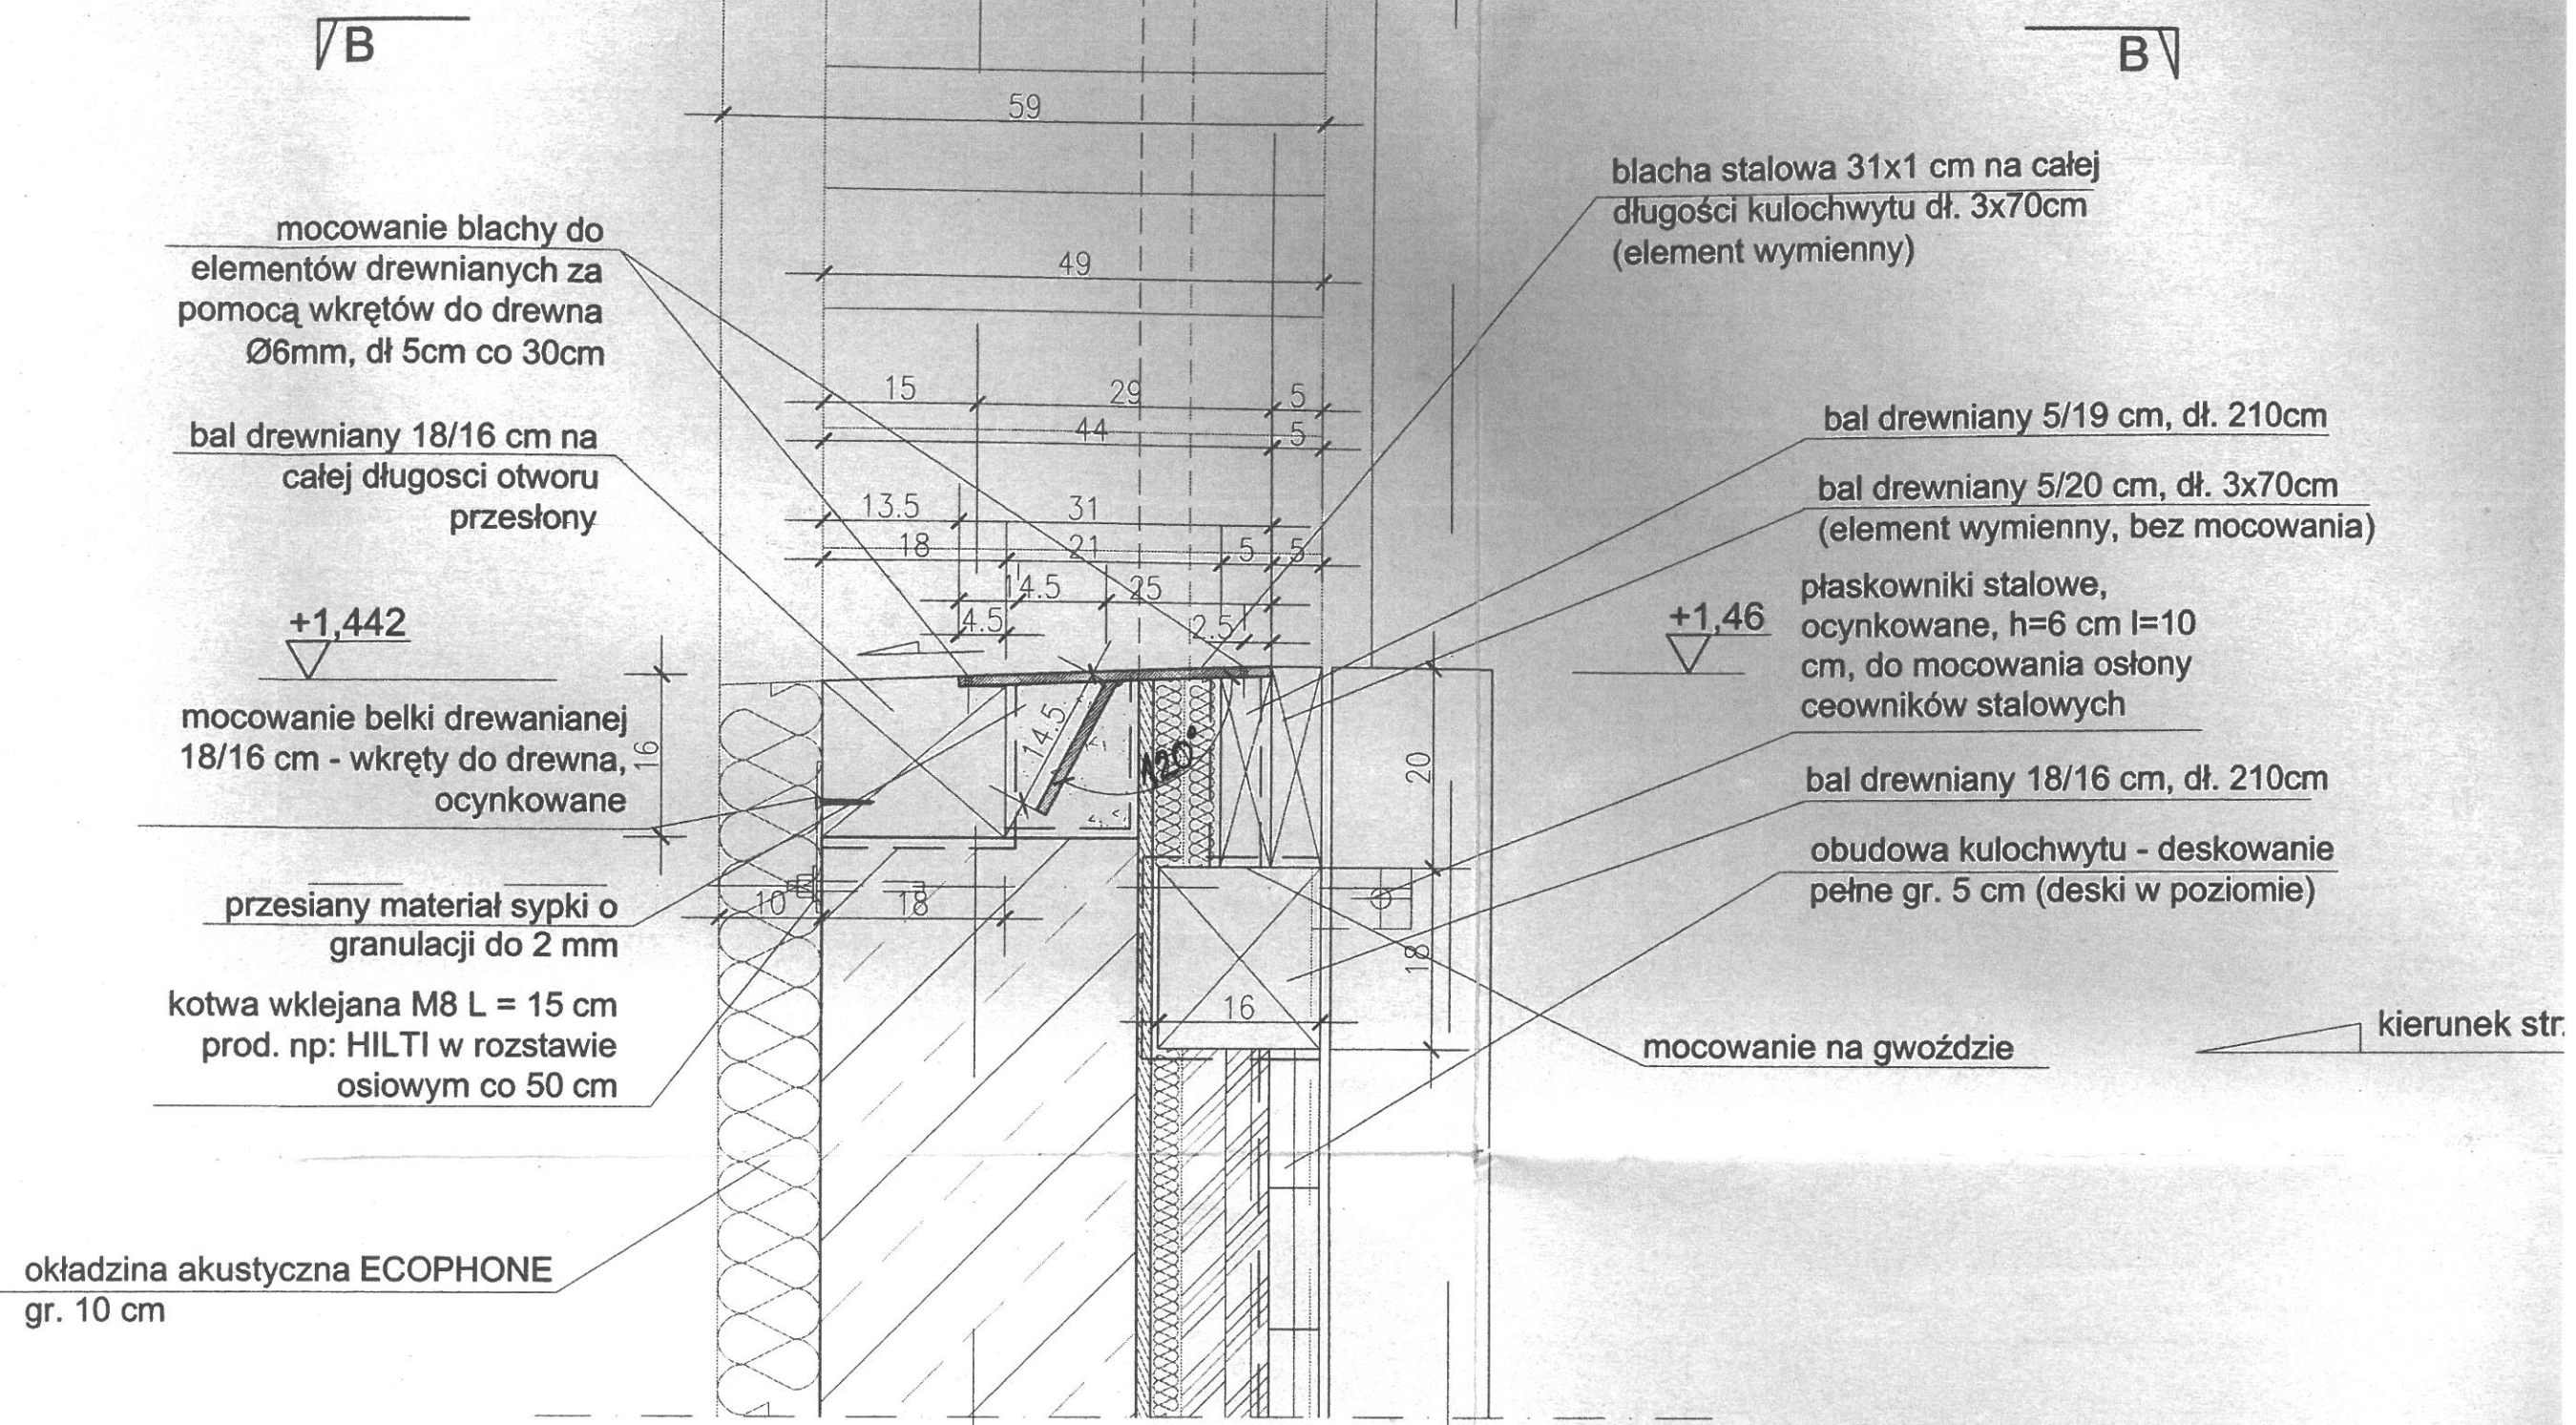 B
B
59
49
mocowanie blachy do
elementów drewnianych za
pomocą wkrętów do drewna
Ø6mm, dł 5cm co 30cm
bal drewniany 18/16 cm na
całej długosci otworu
przesłony
+1,442
mocowanie belki drewanianej
18/16 cm - wkręty do drewna,
ocynkowane
przesiany materiał sypki o
granulacji do 2 mm
kotwa wklejana M8 L = 15 cm
prod. np: HILTI w rozstawie
osiowym co 50 cm
okładzina akustyczna ECOPHONE
gr. 10 cm
15 29 5
44 5
13.5 31
18 21 5 5
14.5 25
4.5 2.5
16
14.5
120°
20
10 18
18
16
blacha stalowa 31x1 cm na całej
długości kulochwytu dł. 3x70cm
(element wymienny)
bal drewniany 5/19 cm, dł. 210cm
bal drewniany 5/20 cm, dł. 3x70cm
(element wymienny, bez mocowania)
+1,46
płaskowniki stalowe,
ocynkowane, h=6 cm l=10
cm, do mocowania osłony
ceowników stalowych
bal drewniany 18/16 cm, dł. 210cm
obudowa kulochwytu - deskowanie
pełne gr. 5 cm (deski w poziomie)
mocowanie na gwoździe
kierunek str.